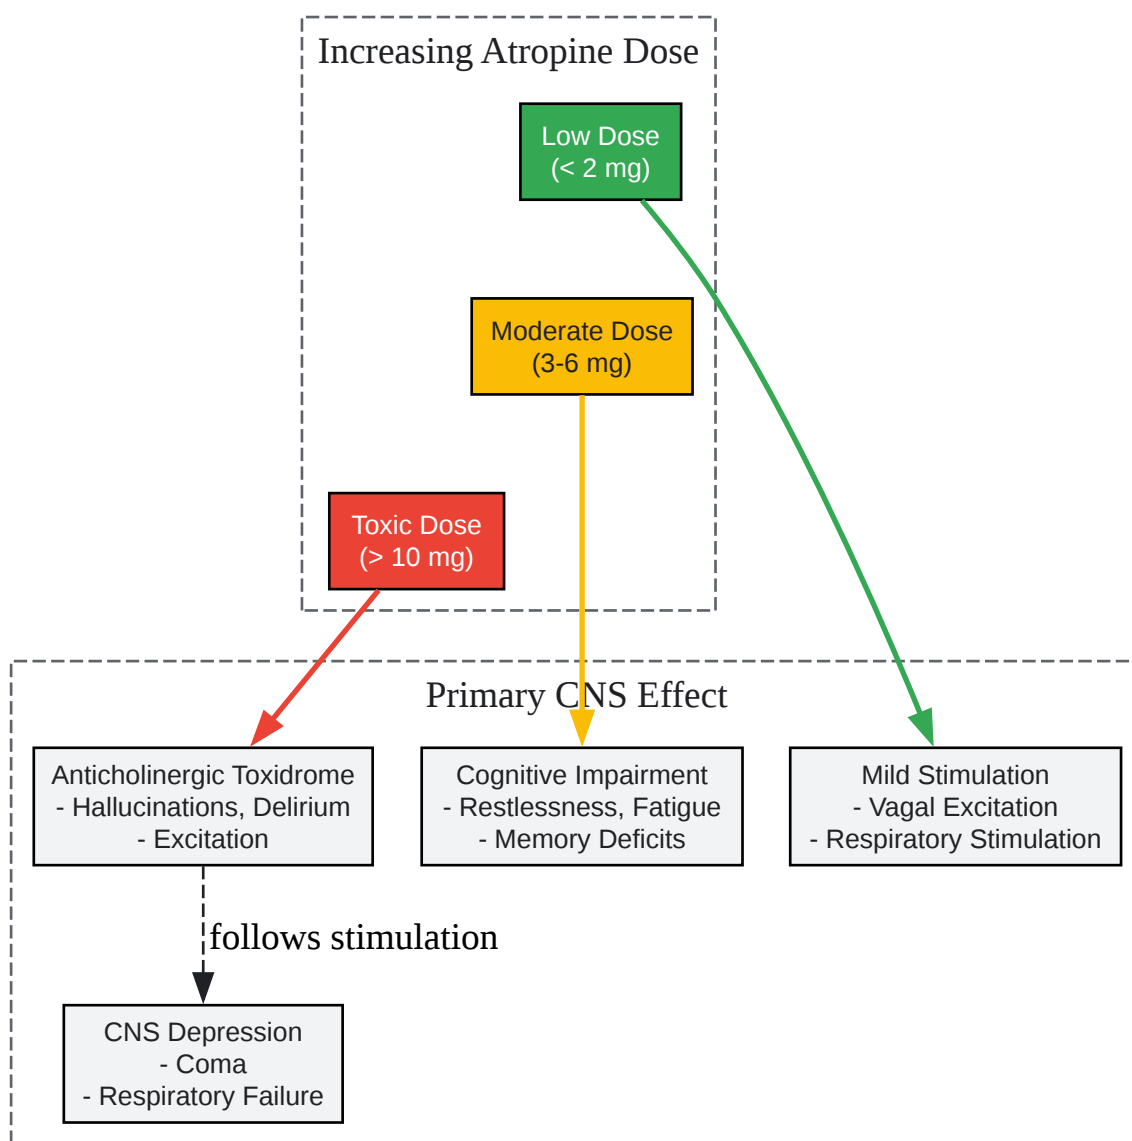 Increasing Atropine Dose
Low Dose
(< 2 mg)
Moderate Dose
(3-6 mg)
Toxic Dose
(> 10 mg)
Primary CNS Effect
Anticholinergic Toxidrome
- Hallucinations, Delirium
- Excitation
Cognitive Impairment
- Restlessness, Fatigue
- Memory Deficits
Mild Stimulation
- Vagal Excitation
- Respiratory Stimulation
follows stimulation
CNS Depression
- Coma
- Respiratory Failure